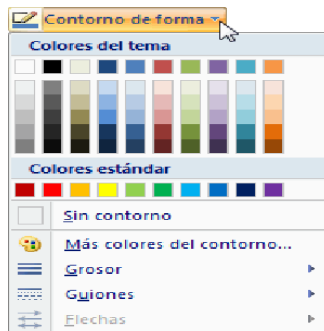 Contorno de forma
Colores del tema
Colores estándar
Sin contorno
Más colores del contorno...
Grosor
Guiones
Flechas